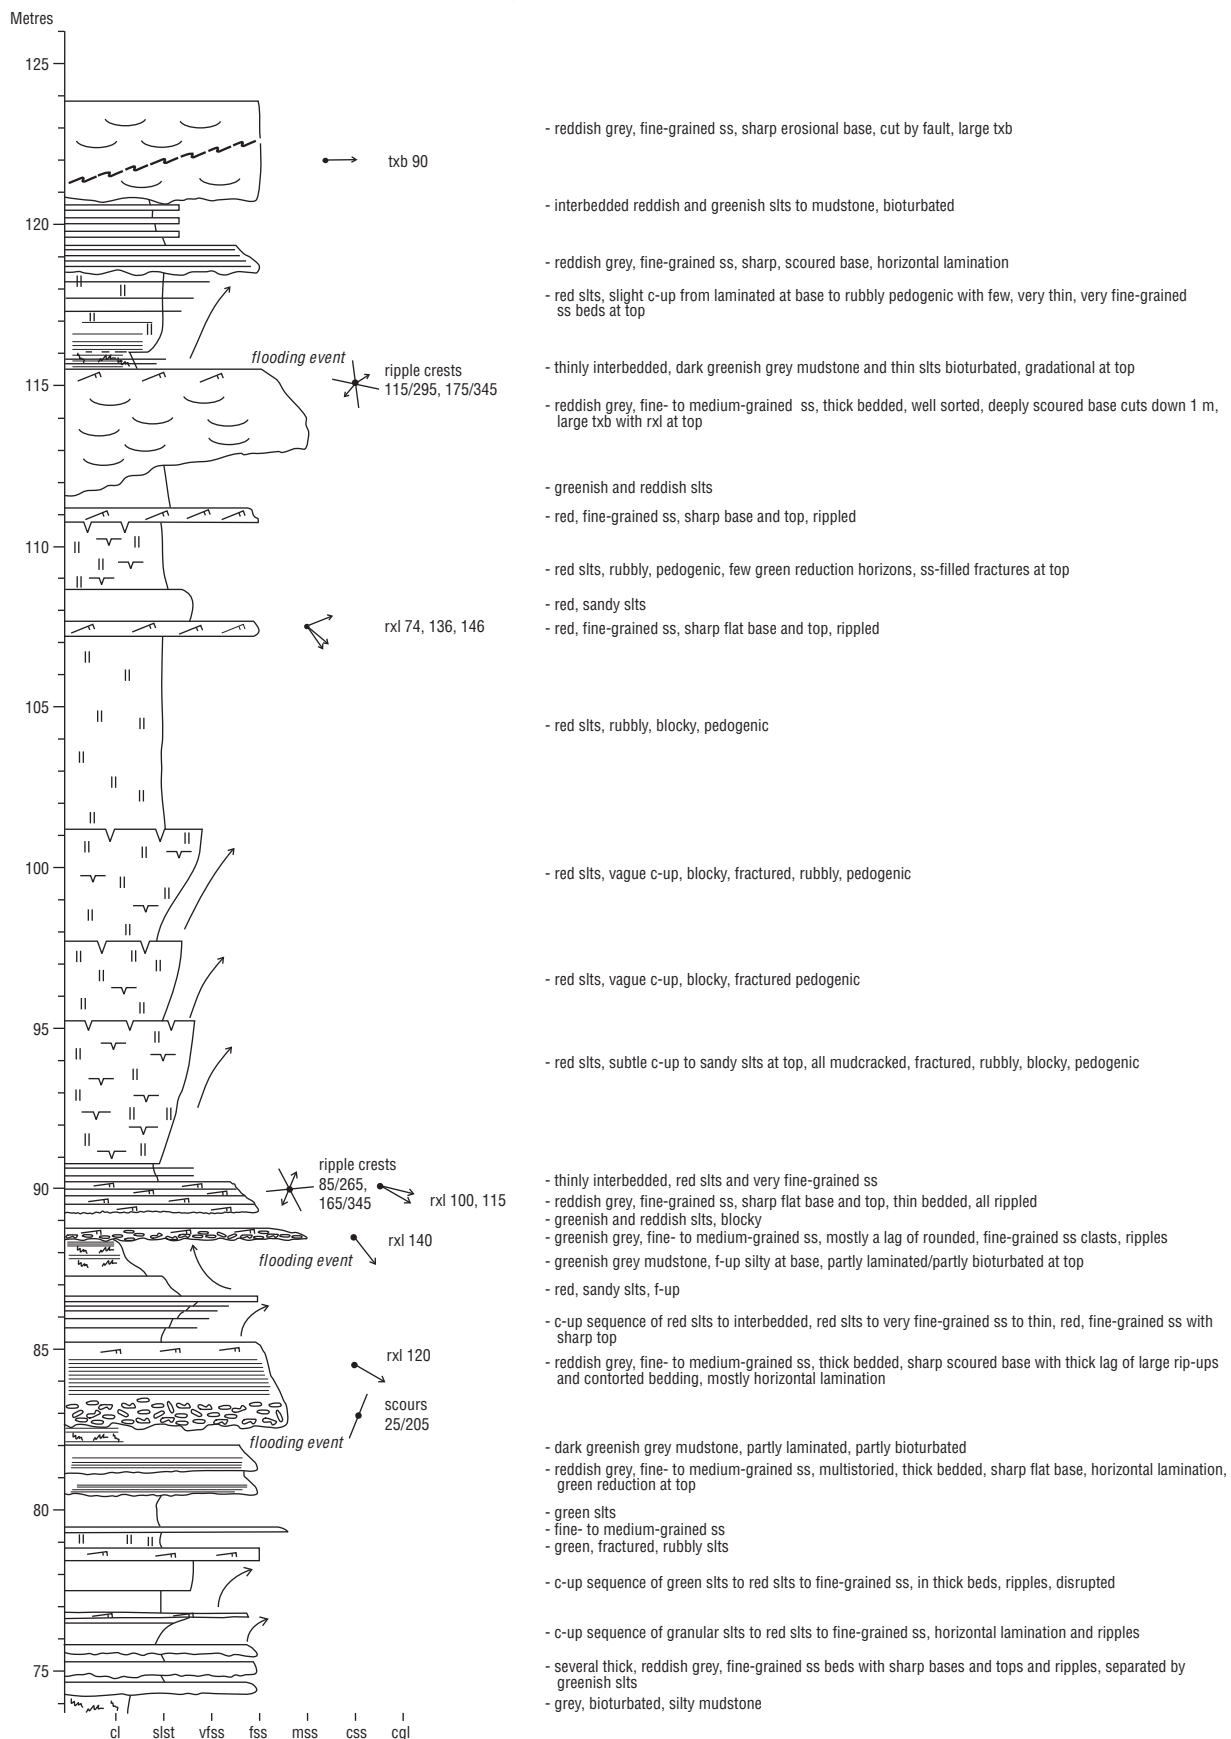 Metres
125
- reddish grey, fine-grained ss, sharp erosional base, cut by fault, large txb
txb 90
- interbedded reddish and greenish slts to mudstone, bioturbated
120
- reddish grey, fine-grained ss, sharp, scoured base, horizontal lamination
- red slts, slight c-up from laminated at base to rubbly pedogenic with few, very thin, very fine-grained
ss beds at top
flooding event
ripple crests
115/295, 175/345
- thinly interbedded, dark greenish grey mudstone and thin slts bioturbated, gradational at top
115
- reddish grey, fine- to medium-grained ss, thick bedded, well sorted, deeply scoured base cuts down 1 m,
large txb with rxl at top
- greenish and reddish slts
- red, fine-grained ss, sharp base and top, rippled
110
- red slts, rubbly, pedogenic, few green reduction horizons, ss-filled fractures at top
- red, sandy slts
rxl 74, 136, 146
- red, fine-grained ss, sharp flat base and top, rippled
105
- red slts, rubbly, blocky, pedogenic
100
- red slts, vague c-up, blocky, fractured, rubbly, pedogenic
- red slts, vague c-up, blocky, fractured pedogenic
95
- red slts, subtle c-up to sandy slts at top, all mudcracked, fractured, rubbly, blocky, pedogenic
ripple crests
85/265,
165/345
rxl 100, 115
90
- thinly interbedded, red slts and very fine-grained ss
- reddish grey, fine-grained ss, sharp flat base and top, thin bedded, all rippled
- greenish and reddish slts, blocky
rxl 140
- greenish grey, fine- to medium-grained ss, mostly a lag of rounded, fine-grained ss clasts, ripples
flooding event
- greenish grey mudstone, f-up silty at base, partly laminated/partly bioturbated at top
- red, sandy slts, f-up
- c-up sequence of red slts to interbedded, red slts to very fine-grained ss to thin, red, fine-grained ss with
sharp top
85
rxl 120
- reddish grey, fine- to medium-grained ss, thick bedded, sharp scoured base with thick lag of large rip-ups
and contorted bedding, mostly horizontal lamination
scours
25/205
flooding event
- dark greenish grey mudstone, partly laminated, partly bioturbated
- reddish grey, fine- to medium-grained ss, multistoried, thick bedded, sharp flat base, horizontal lamination,
green reduction at top
80
- green slts
- fine- to medium-grained ss
- green, fractured, rubbly slts
- c-up sequence of green slts to red slts to fine-grained ss, in thick beds, ripples, disrupted
- c-up sequence of granular slts to red slts to fine-grained ss, horizontal lamination and ripples
75
- several thick, reddish grey, fine-grained ss beds with sharp bases and tops and ripples, separated by
greenish slts
- grey, bioturbated, silty mudstone
cl slst vfss fss mss css cgl